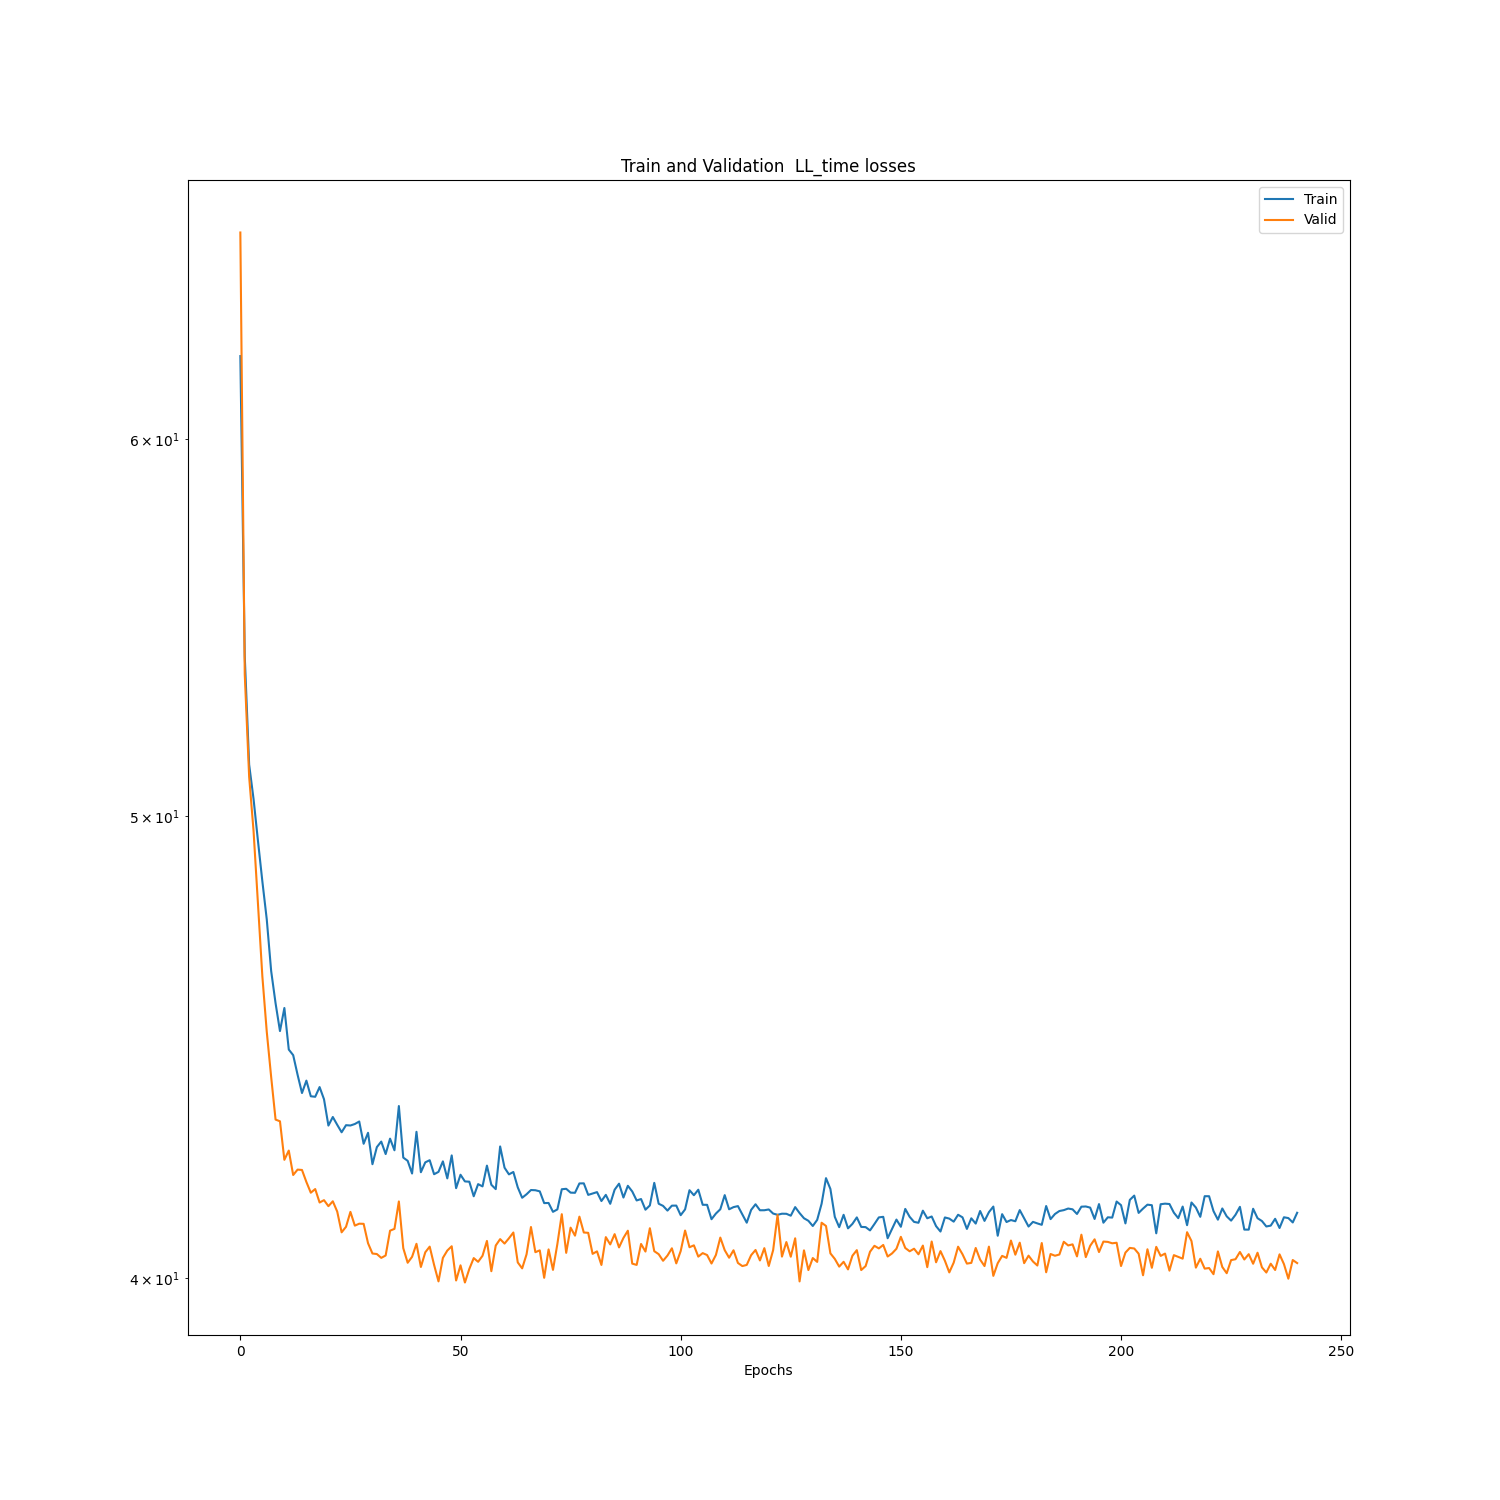 Train and Validation  LL_time losses
Train
Valid
6 × 10¹
5 × 10¹
4 × 10¹
0 50 100 150 200 250
Epochs